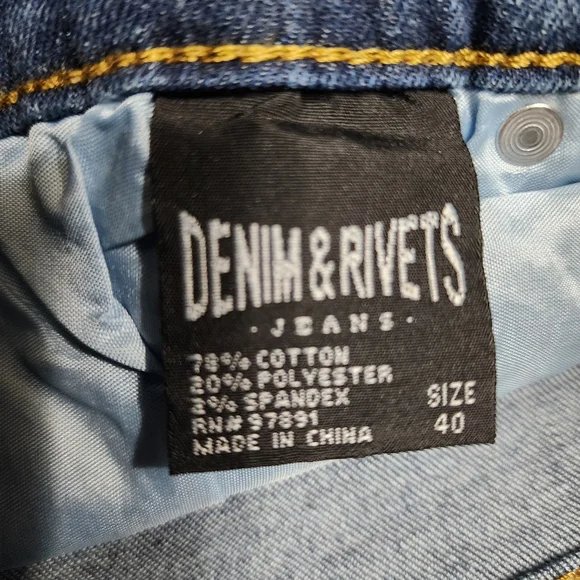 DENIM & RIVETS
· JEANS ·
78% COTTON
20% POLYESTER
2% SPANDEX
RN# 97891
MADE IN CHINA
SIZE
40